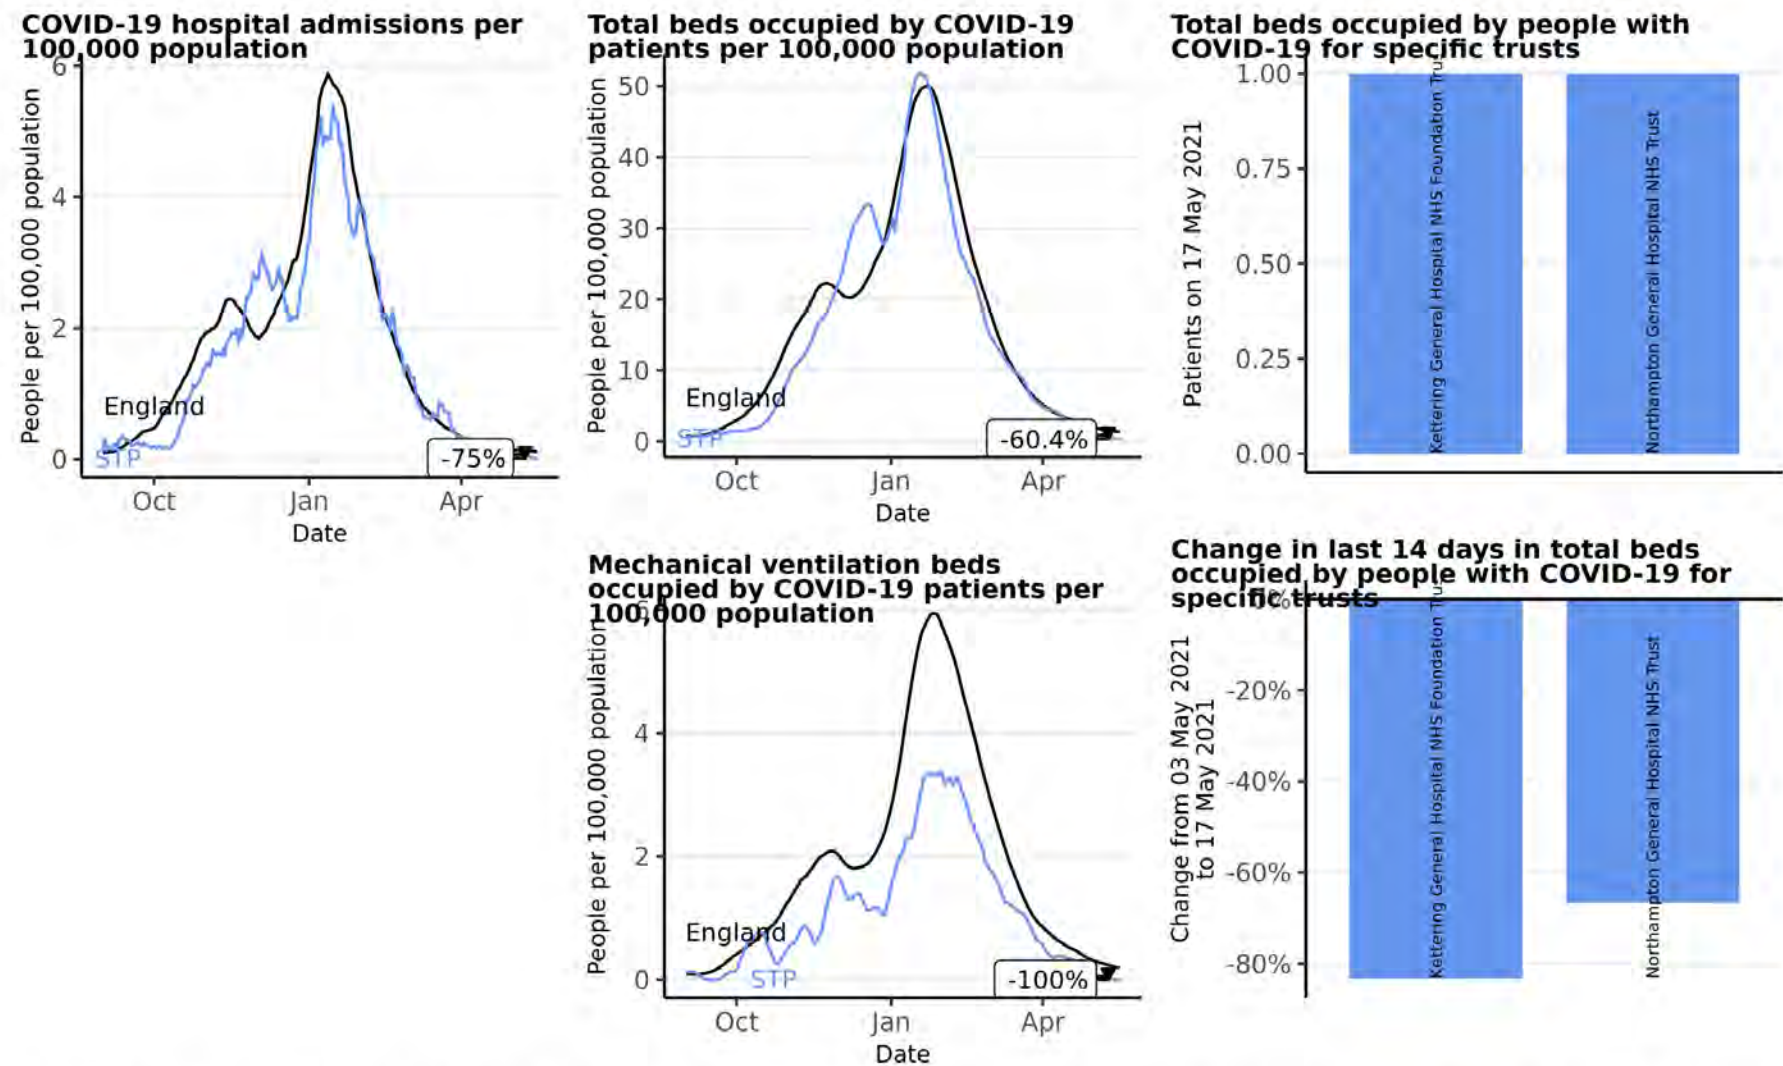 COVID-19 hospital admissions per
100,000 population
People per 100,000 population
6
4
2
0
England
STP
-75%
Oct
Jan
Apr
Date
Total beds occupied by COVID-19
patients per 100,000 population
People per 100,000 population
50
40
30
20
10
0
England
STP
-60.4%
Oct
Jan
Apr
Date
Total beds occupied by people with
COVID-19 for specific trusts
Patients on 17 May 2021
1.00
0.75
0.50
0.25
0.00
Kettering General Hospital NHS Foundation Trust
Northampton General Hospital NHS Trust
Mechanical ventilation beds
occupied by COVID-19 patients per
100,000 population
People per 100,000 population
6
4
2
0
England
STP
-100%
Oct
Jan
Apr
Date
Change in last 14 days in total beds
occupied by people with COVID-19 for
specific trusts
Change from 03 May 2021
to 17 May 2021
0%
-20%
-40%
-60%
-80%
Kettering General Hospital NHS Foundation Trust
Northampton General Hospital NHS Trust